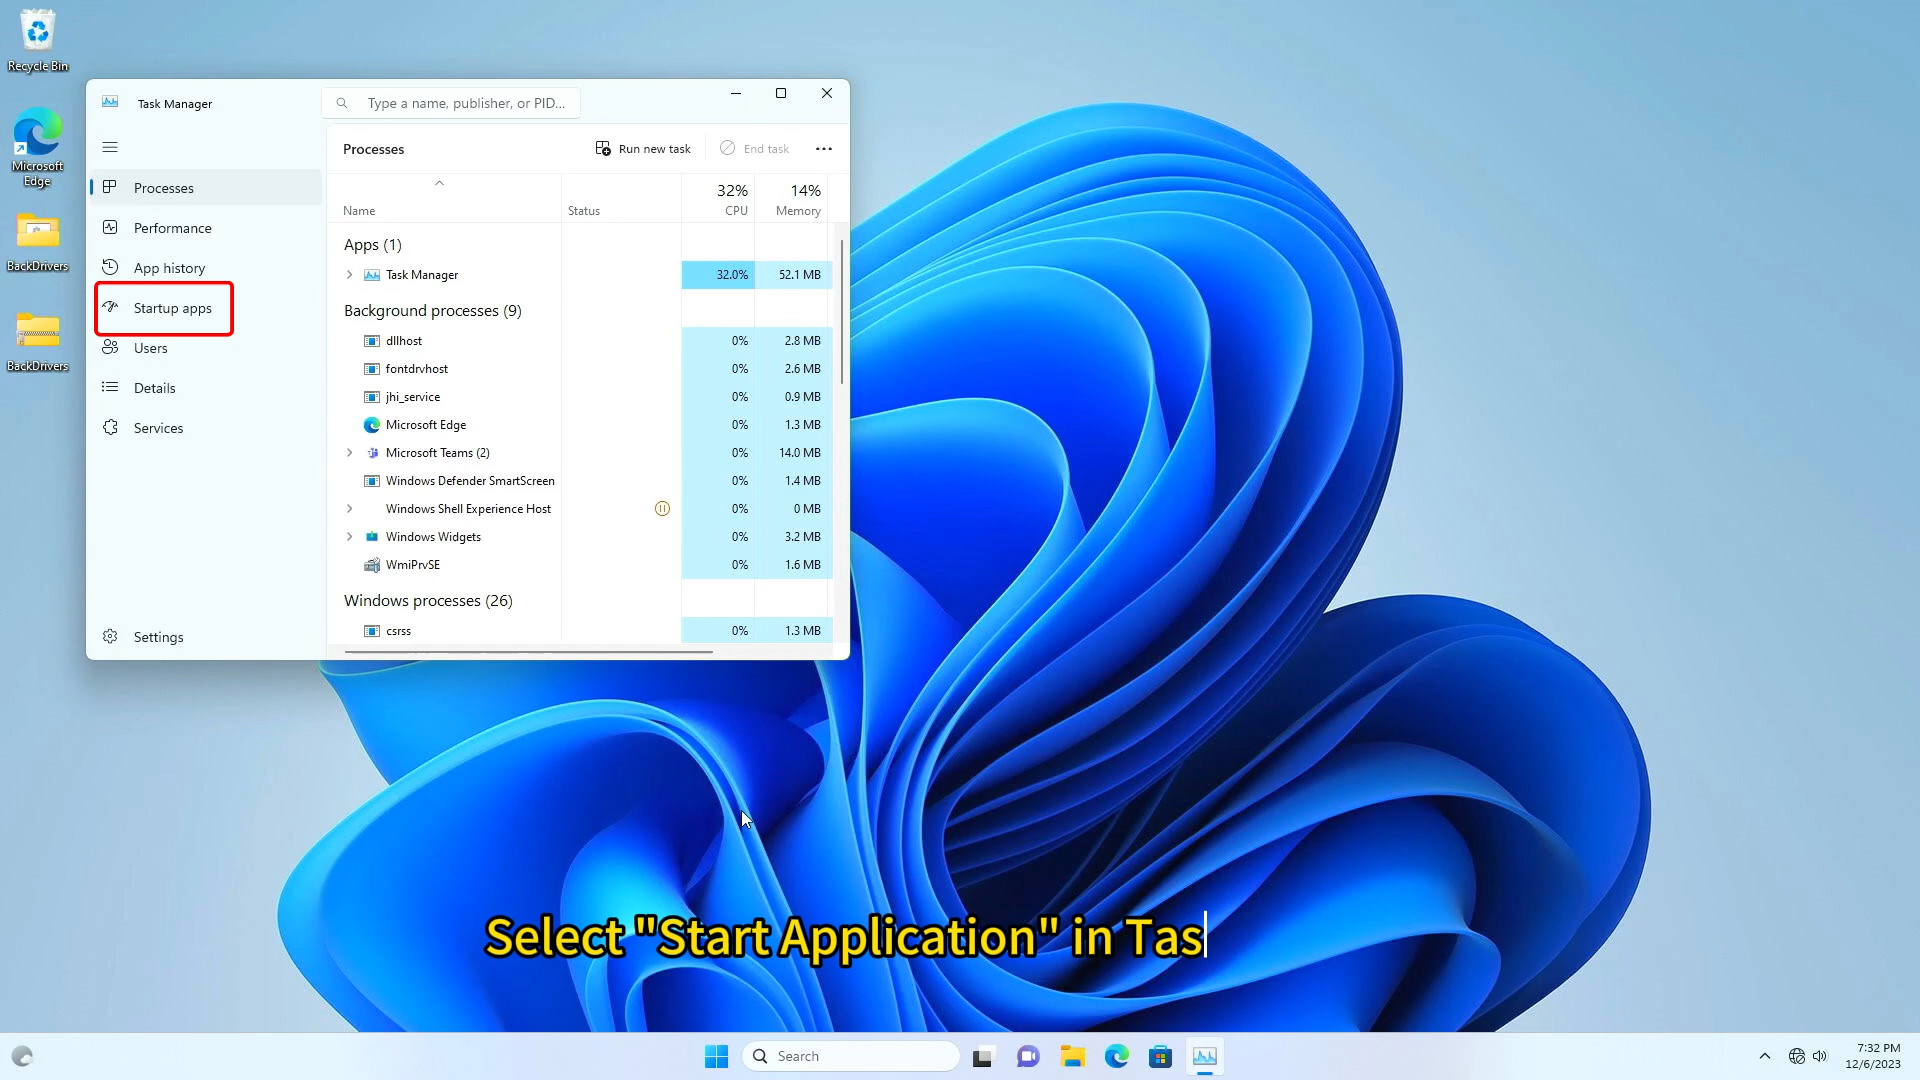 Recycle Bin
Microsoft
Edge
BackDrivers
BackDrivers
Task Manager
Type a name, publisher, or PID...
Processes
Performance
App history
Startup apps
Users
Details
Services
Settings
Processes
Run new task
End task
Name
Status
32%
CPU
14%
Memory
Apps (1)
Task Manager 32.0% 52.1 MB
Background processes (9)
dllhost 0% 2.8 MB
fontdrvhost 0% 2.6 MB
jhi_service 0% 0.9 MB
Microsoft Edge 0% 1.3 MB
Microsoft Teams (2) 0% 14.0 MB
Windows Defender SmartScreen 0% 1.4 MB
Windows Shell Experience Host 0% 0 MB
Windows Widgets 0% 3.2 MB
WmiPrvSE 0% 1.6 MB
Windows processes (26)
csrss 0% 1.3 MB
Select "Start Application" in Tas
Search
7:32 PM
12/6/2023